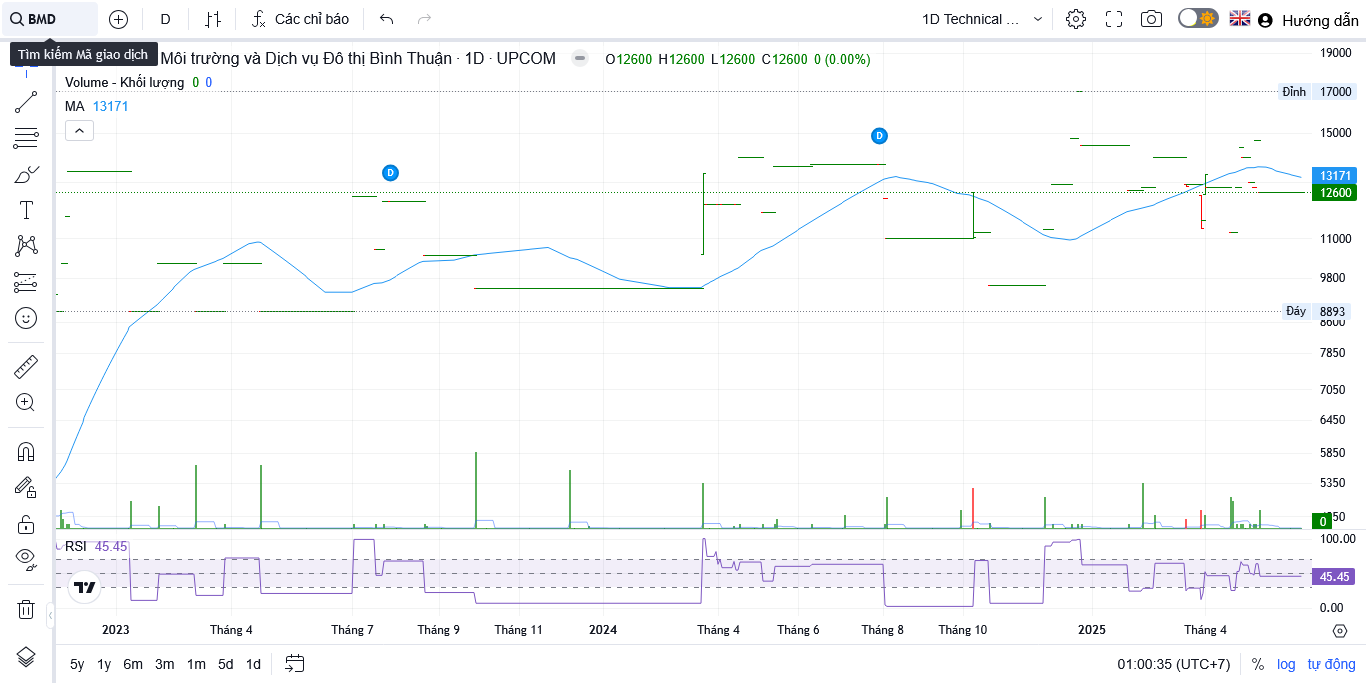 BMD
D
Các chỉ báo
1D Technical ...
Hướng dẫn
Tìm kiếm Mã giao dịch
Môi trường và Dịch vụ Đô thị Bình Thuận · 1D · UPCOM
O12600 H12600 L12600 C12600 0 (0.00%)
Volume - Khối lượng 0 0
MA 13171
D
D
19000
Đỉnh 17000
15000
13171
12600
11000
9800
Đáy 8893
8600
7850
7050
6450
5850
5350
0
RSI 45.45
100.00
45.45
0.00
2023 Tháng 4 Tháng 7 Tháng 9 Tháng 11 2024 Tháng 4 Tháng 6 Tháng 8 Tháng 10 2025 Tháng 4
5y 1y 6m 3m 1m 5d 1d
01:00:35 (UTC+7) % log tự động